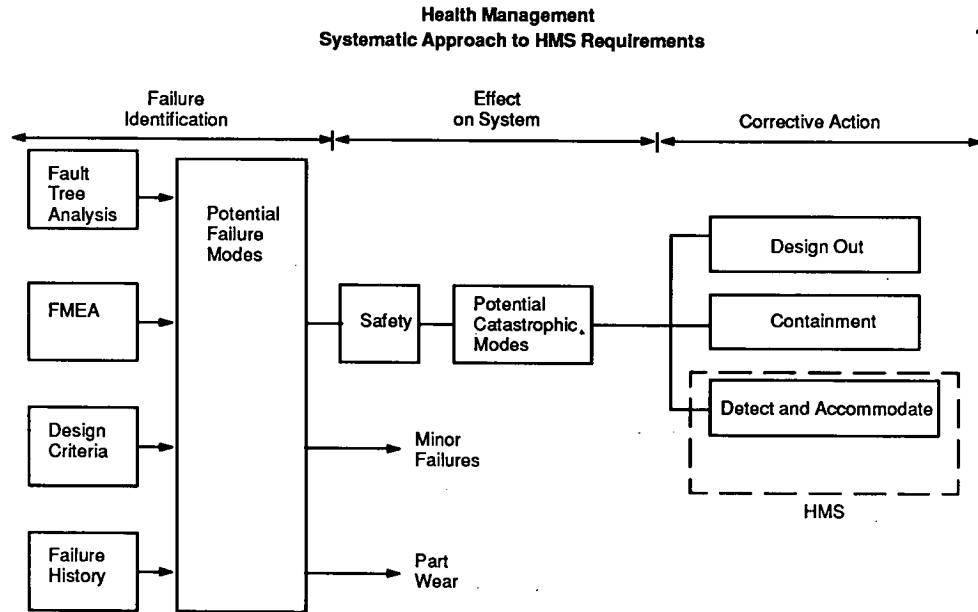 Health Management
Systematic Approach to HMS Requirements
Failure
Identification
Effect
on System
Corrective Action
Fault
Tree
Analysis
FMEA
Design
Criteria
Failure
History
Potential
Failure
Modes
Safety
Potential
Catastrophic
Modes
Minor
Failures
Part
Wear
Design Out
Containment
Detect and Accommodate
HMS